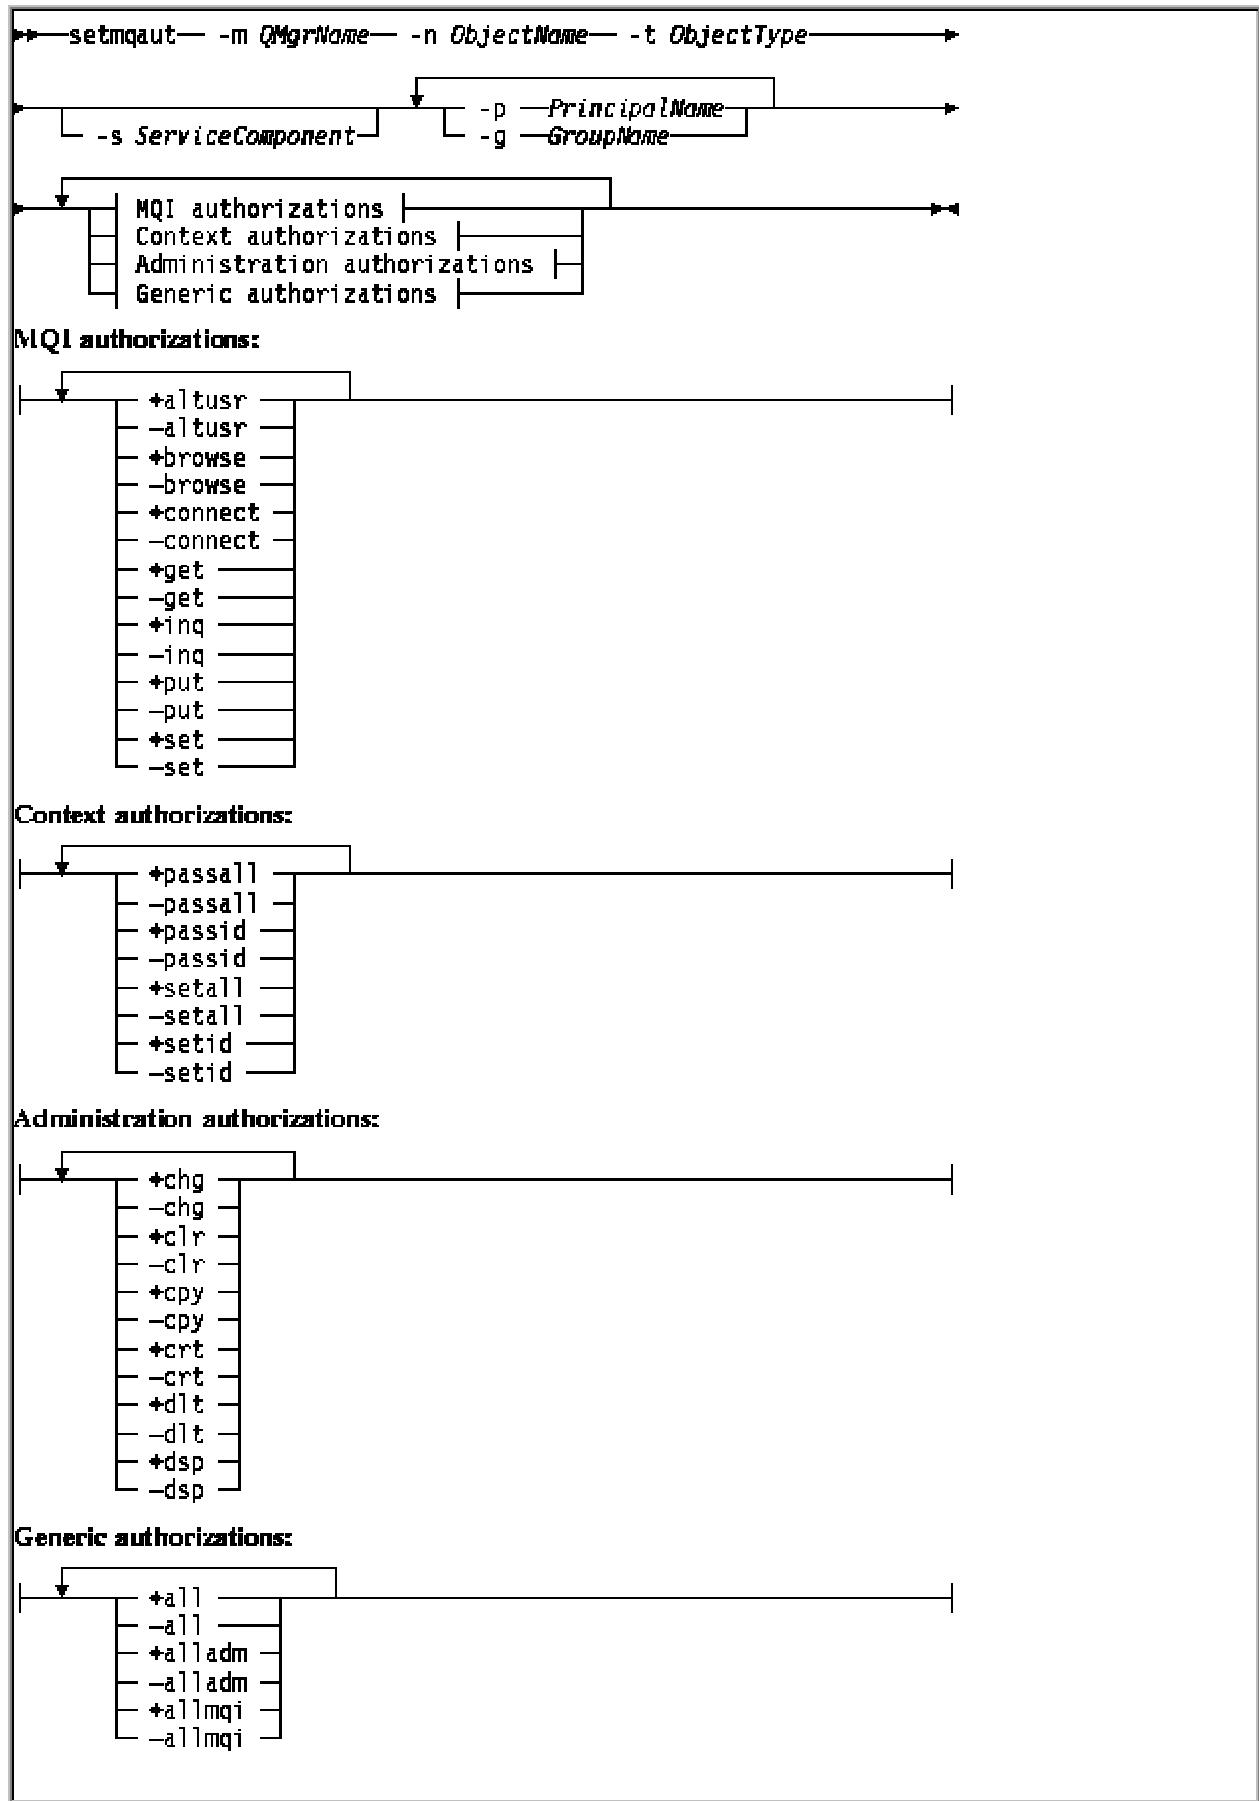 setmqaut -m QMgrName -n ObjectName -t ObjectType
-p PrincipalName
-s ServiceComponent -g GroupName
MQI authorizations
Context authorizations
Administration authorizations
Generic authorizations
MQI authorizations:
+altusr
-altusr
+browse
-browse
+connect
-connect
+get
-get
+inq
-inq
+put
-put
+set
-set
Context authorizations:
+passall
-passall
+passid
-passid
+setall
-setall
+setid
-setid
Administration authorizations:
+chg
-chg
+clr
-clr
+cpy
-cpy
+crt
-crt
+dlt
-dlt
+dsp
-dsp
Generic authorizations:
+all
-all
+alladm
-alladm
+allmqi
-allmqi